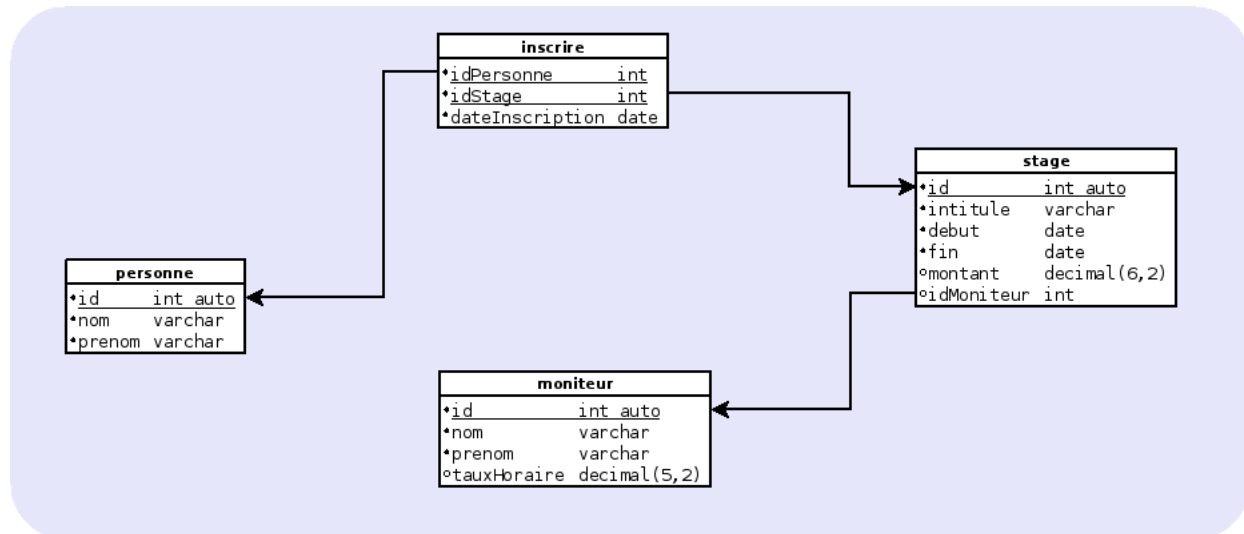 inscrire
idPersonne int
idStage int
dateInscription date
stage
id int auto
intitule varchar
debut date
fin date
montant decimal(6,2)
idMoniteur int
personne
id int auto
nom varchar
prenom varchar
moniteur
id int auto
nom varchar
prenom varchar
tauxHoraire decimal(5,2)